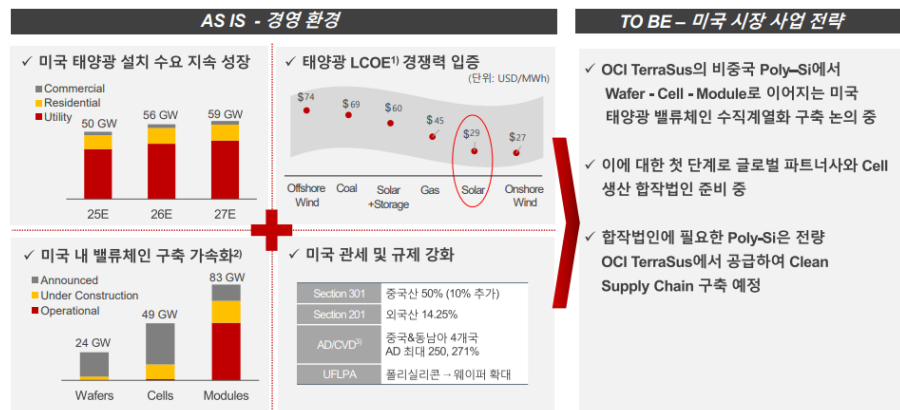 AS IS - 경영 환경
✓ 미국 태양광 설치 수요 지속 성장
Commercial
Residential
Utility
50 GW
56 GW
59 GW
25E
26E
27E
✓ 태양광 LCOE1) 경쟁력 입증
(단위: USD/MWh)
$74
$69
$60
$45
$29
$27
Offshore
Wind
Coal
Solar
+Storage
Gas
Solar
Onshore
Wind
✓ 미국 내 밸류체인 구축 가속화2)
Announced
Under Construction
Operational
24 GW
49 GW
83 GW
Wafers
Cells
Modules
✓ 미국 관세 및 규제 강화
Section 301 중국산 50% (10% 추가)
Section 201 외국산 14.25%
AD/CVD3) 중국&동남아 4개국
AD 최대 250, 271%
UFLPA 폴리실리콘 → 웨이퍼 확대
TO BE – 미국 시장 사업 전략
✓ OCI TerraSus의 비중국 Poly–Si에서
Wafer - Cell - Module로 이어지는 미국
태양광 밸류체인 수직계열화 구축 논의 중
✓ 이에 대한 첫 단계로 글로벌 파트너사와 Cell
생산 합작법인 준비 중
✓ 합작법인에 필요한 Poly-Si은 전량
OCI TerraSus에서 공급하여 Clean
Supply Chain 구축 예정